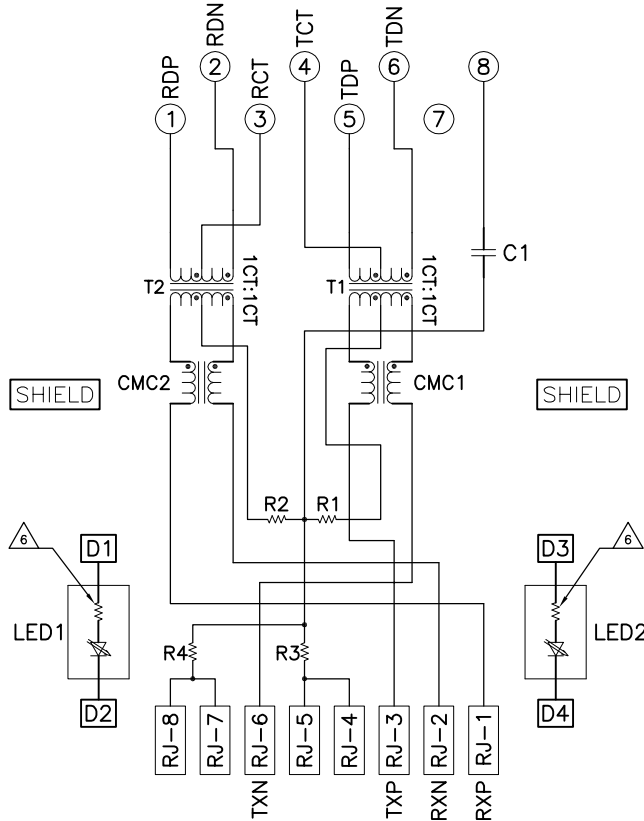 RDN
TCT
TDN
2
4
6
8
RDP
RCT
TDP
1
3
5
7
C1
T2
1CT:1CT
T1
1CT:1CT
CMC2
CMC1
SHIELD
SHIELD
R2
R1
6
D1
D3
6
LED1
LED2
R4
R3
D2
D4
RJ-8
RJ-7
RJ-6
RJ-5
RJ-4
RJ-3
RJ-2
RJ-1
TXN
TXP
RXN
RXP